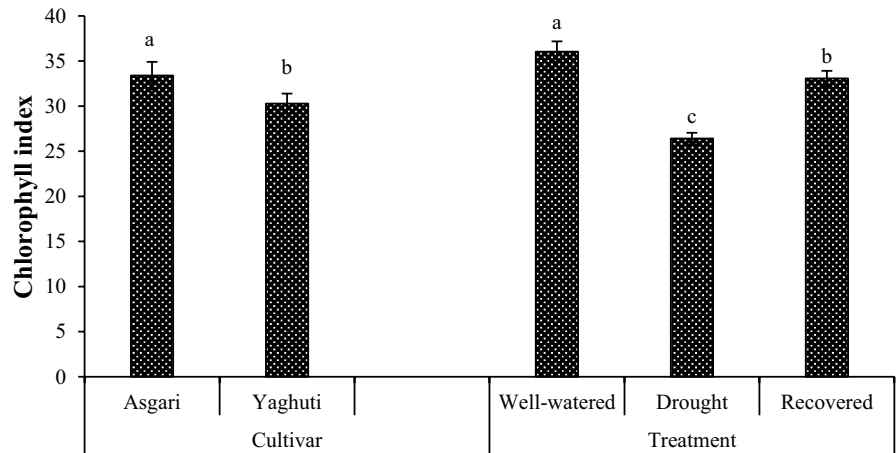 Chlorophyll index
40
35
30
25
20
15
10
5
0
a
b
a
c
b
Asgari
Yaghuti
Well-watered
Drought
Recovered
Cultivar
Treatment